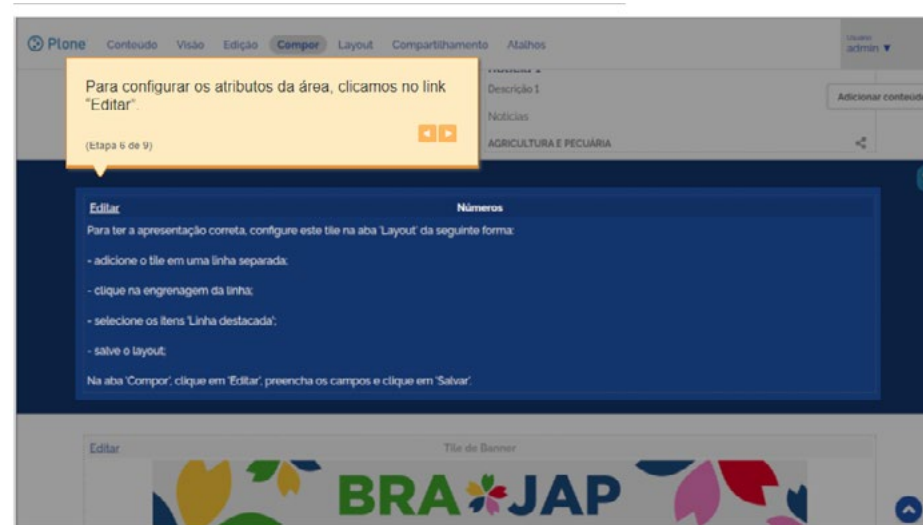 Plone
Conteúdo Visão Edição Compor Layout Compartilhamento Atalhos
Usuário
admin ▼
Para configurar os atributos da área, clicamos no link
"Editar".
(Etapa 6 de 9)
Notícia 1
Descrição 1
Notícias
AGRICULTURA E PECUÁRIA
Adicionar conteúdo
Editar
Números
Para ter a apresentação correta, configure este tile na aba 'Layout' da seguinte forma:
- adicione o tile em uma linha separada;
- clique na engrenagem da linha;
- selecione os itens 'Linha destacada';
- salve o layout;
Na aba 'Compor', clique em 'Editar', preencha os campos e clique em 'Salvar'.
Editar
Tile de Banner
BRA JAP